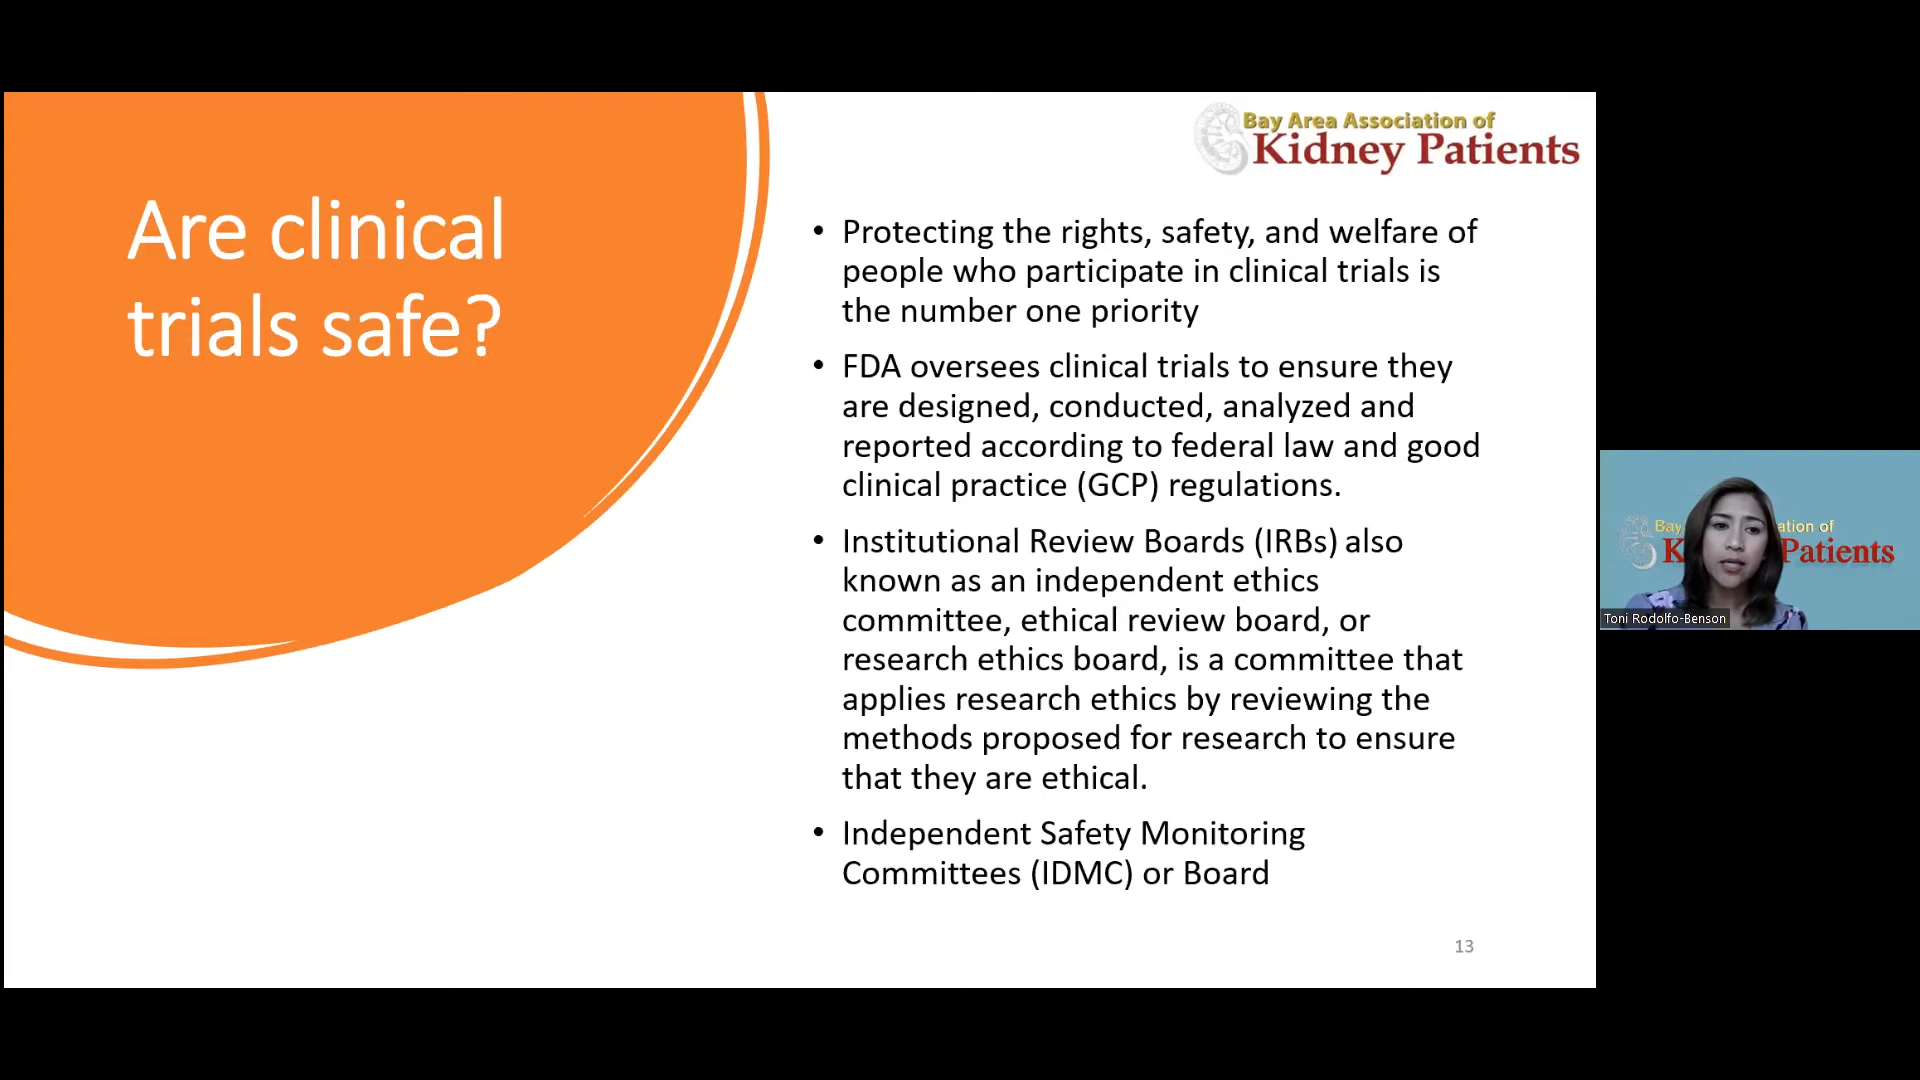 Are clinical
trials safe?
Bay Area Association of
Kidney Patients
• Protecting the rights, safety, and welfare of
people who participate in clinical trials is
the number one priority
• FDA oversees clinical trials to ensure they
are designed, conducted, analyzed and
reported according to federal law and good
clinical practice (GCP) regulations.
• Institutional Review Boards (IRBs) also
known as an independent ethics
committee, ethical review board, or
research ethics board, is a committee that
applies research ethics by reviewing the
methods proposed for research to ensure
that they are ethical.
• Independent Safety Monitoring
Committees (IDMC) or Board
13
Bay ation of
K Patients
Toni Rodolfo-Benson